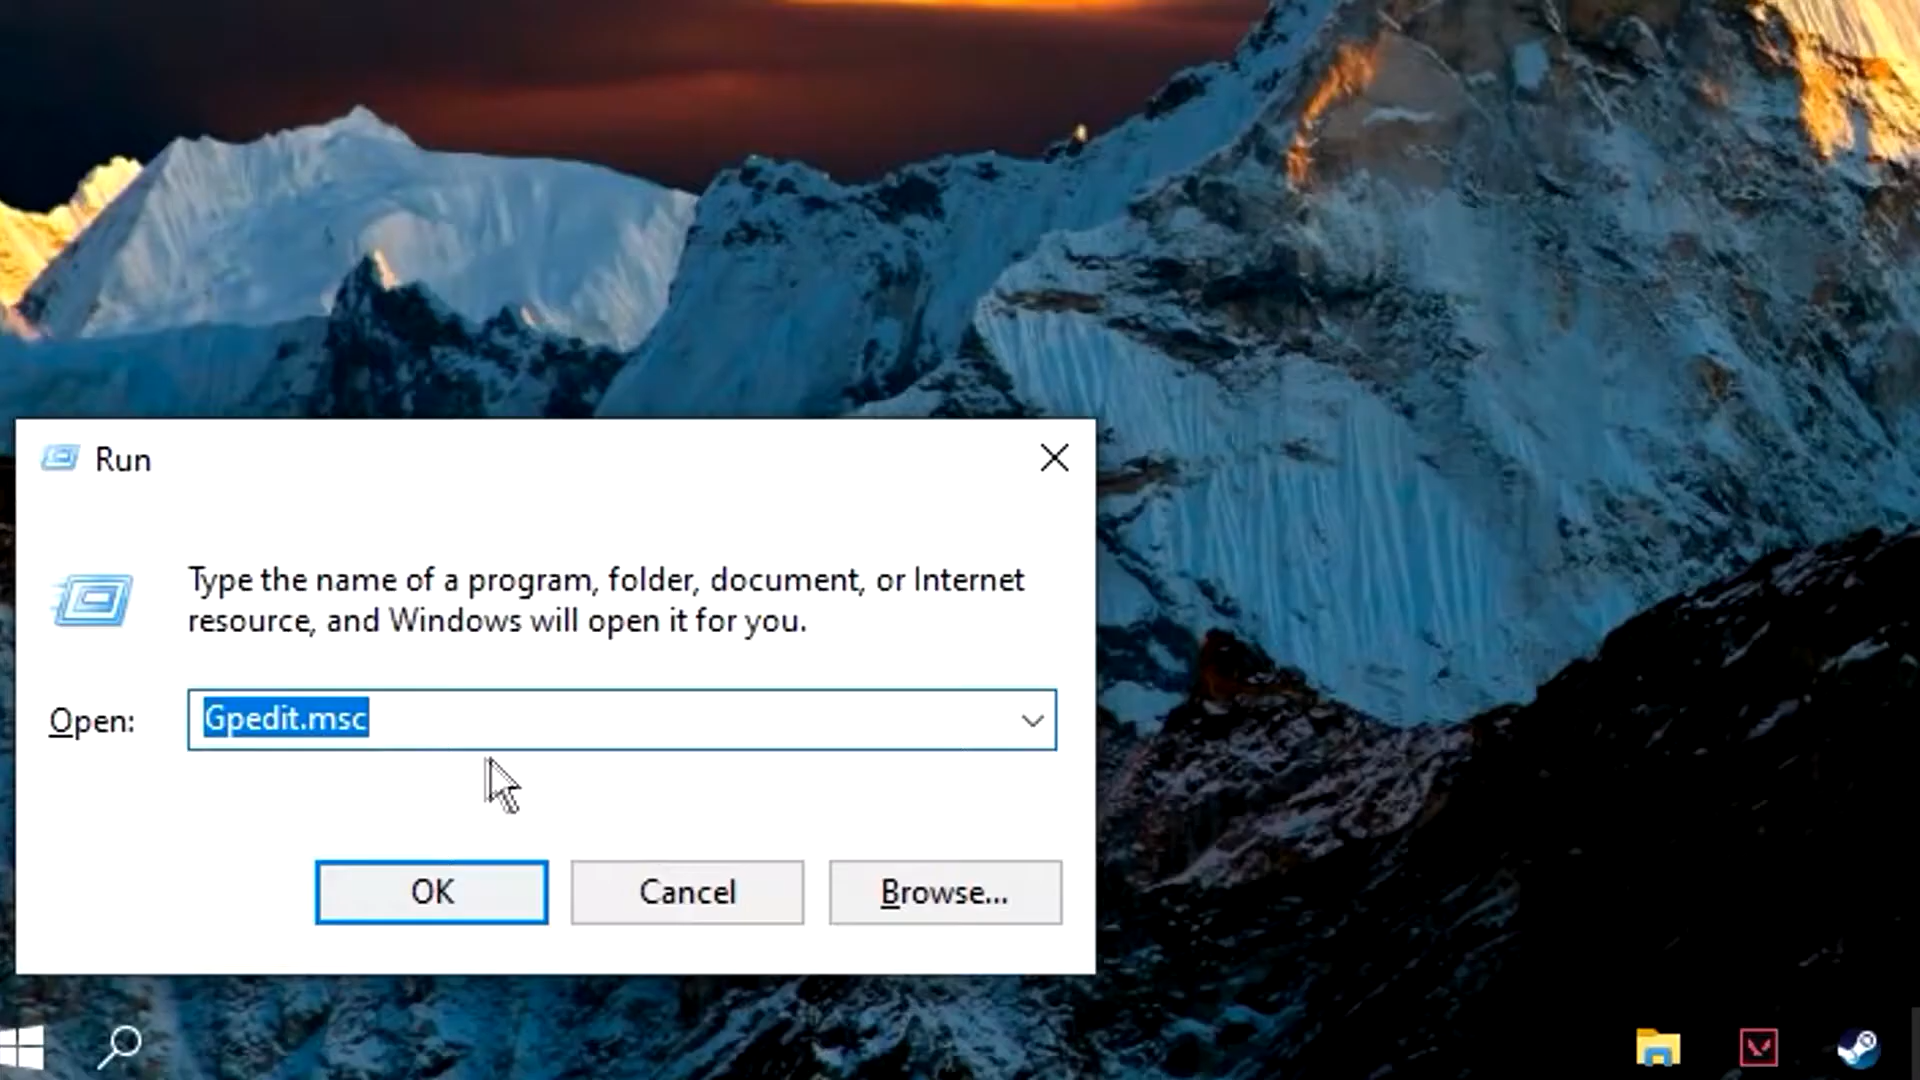 Run
Type the name of a program, folder, document, or Internet
resource, and Windows will open it for you.
Open:
Gpedit.msc
OK
Cancel
Browse...